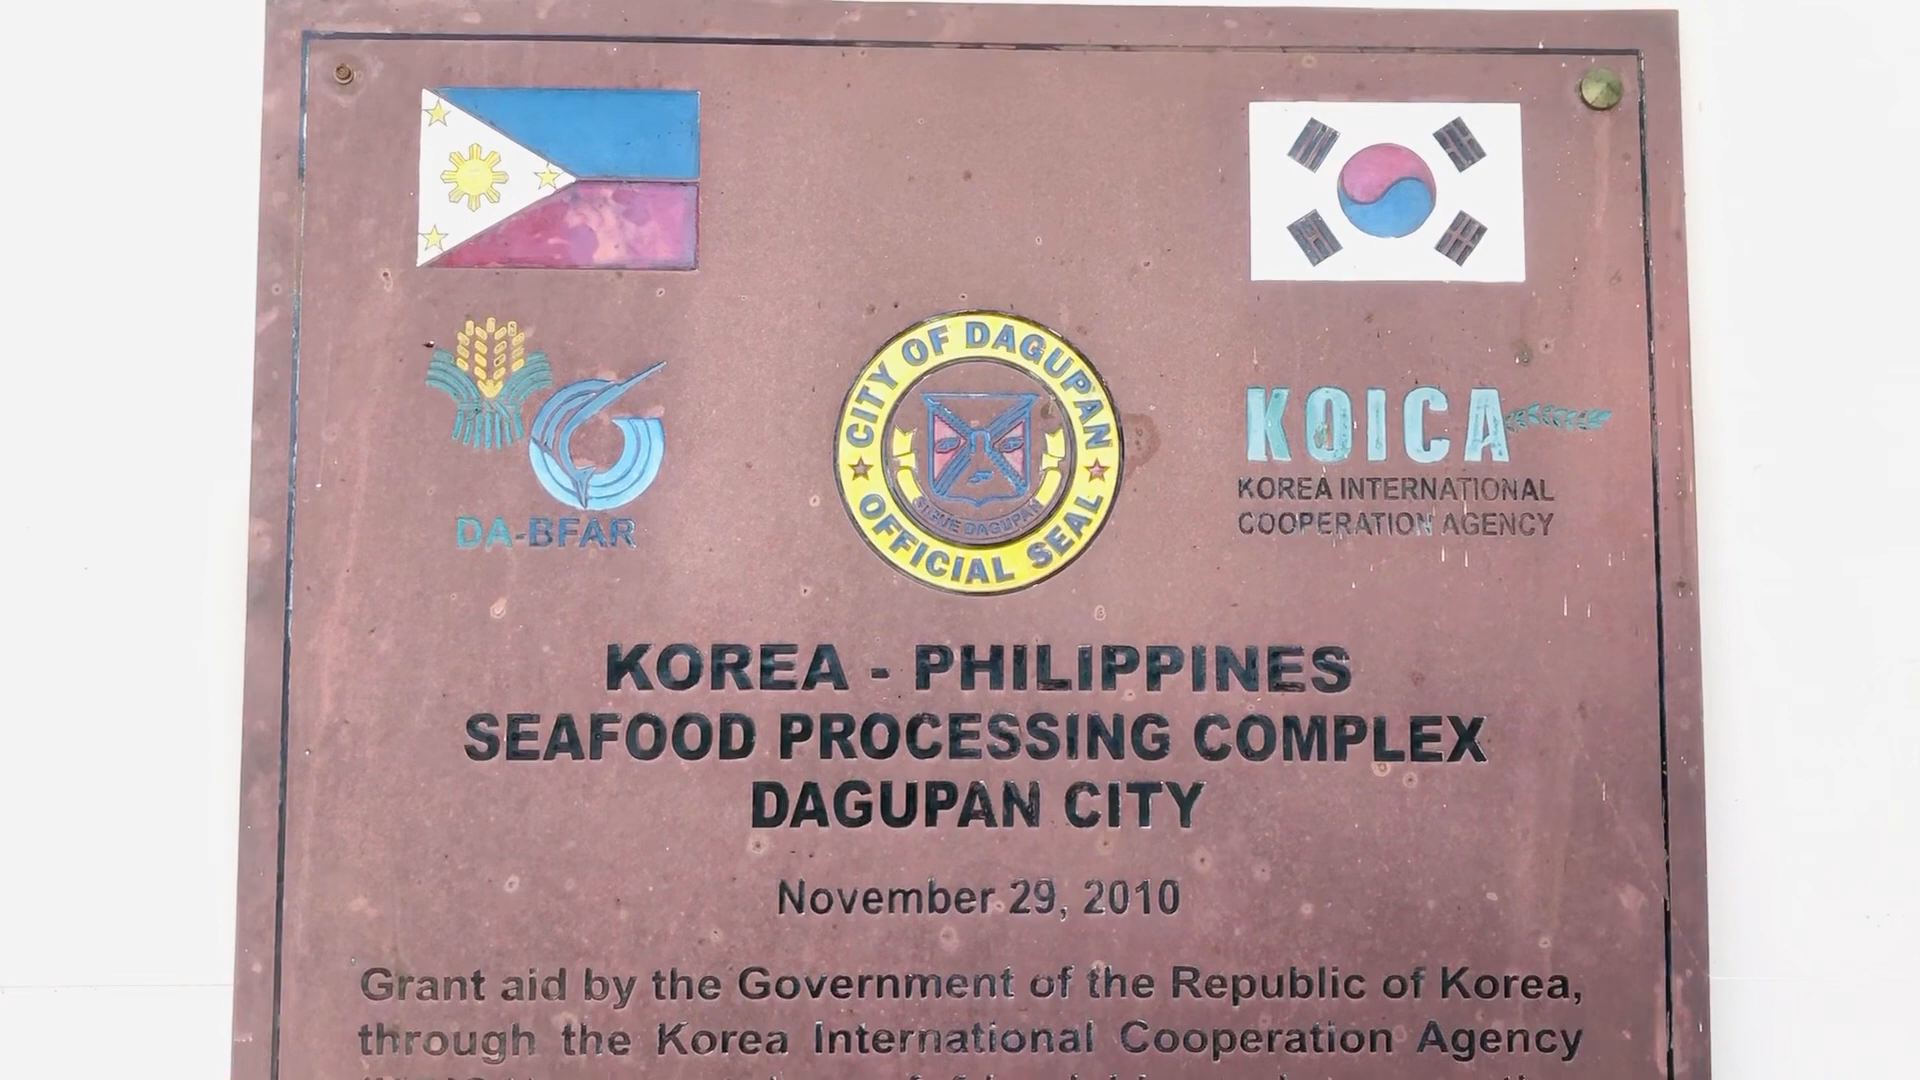 CITY OF DAGUPAN
SIGUE DAGUPAN
OFFICIAL SEAL
DA-BFAR
KOICA
KOREA INTERNATIONAL
COOPERATION AGENCY
KOREA - PHILIPPINES
SEAFOOD PROCESSING COMPLEX
DAGUPAN CITY
November 29, 2010
Grant aid by the Government of the Republic of Korea,
through the Korea International Cooperation Agency